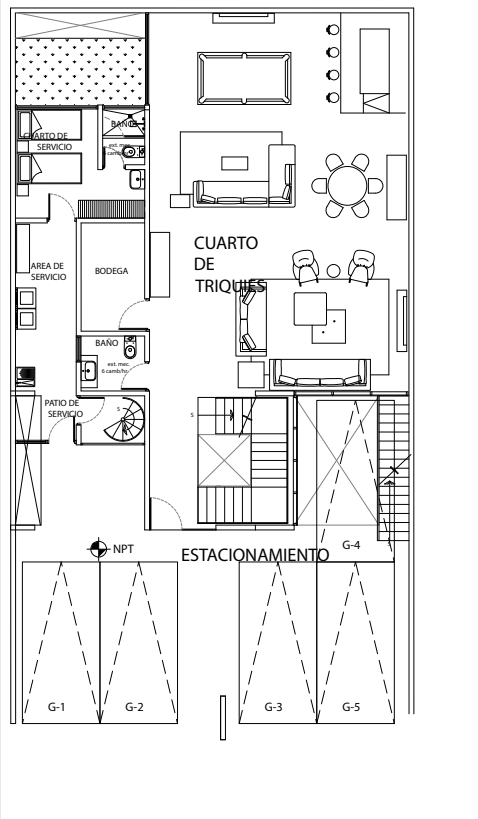 BAÑO
CUARTO DE
SERVICIO
ext. mec.
CUARTO
DE
TRIQUIES
AREA DE
SERVICIO
BODEGA
BAÑO
ext. mec.
6 camb/hr.
PATIO DE
SERVICIO
S
S
NPT
ESTACIONAMIENTO
G-4
G-1
G-2
G-3
G-5